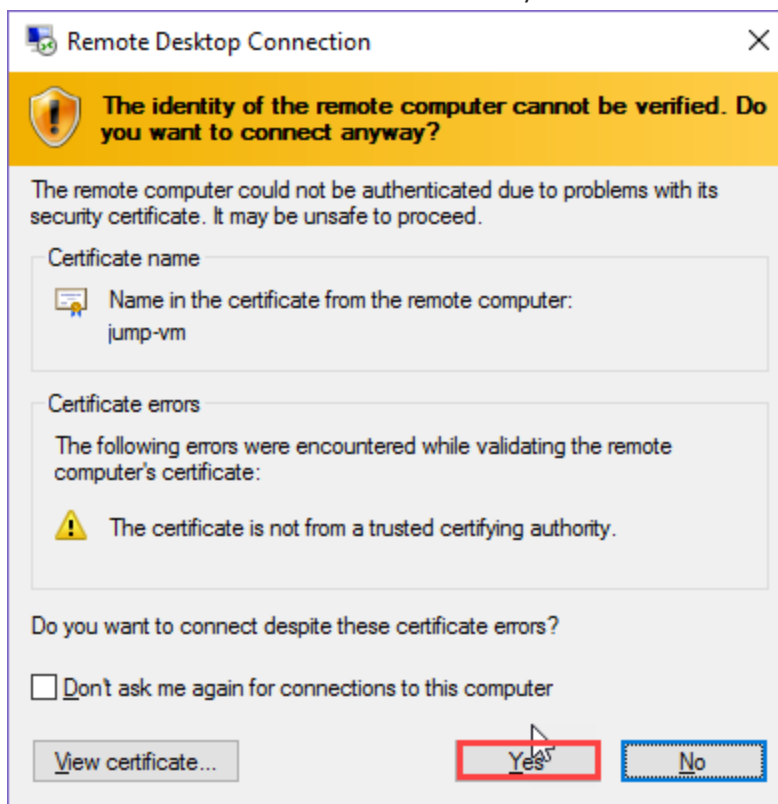 Remote Desktop Connection
The identity of the remote computer cannot be verified. Do
you want to connect anyway?
The remote computer could not be authenticated due to problems with its
security certificate. It may be unsafe to proceed.
Certificate name
Name in the certificate from the remote computer:
jump-vm
Certificate errors
The following errors were encountered while validating the remote
computer's certificate:
The certificate is not from a trusted certifying authority.
Do you want to connect despite these certificate errors?
Don't ask me again for connections to this computer
View certificate... Yes No